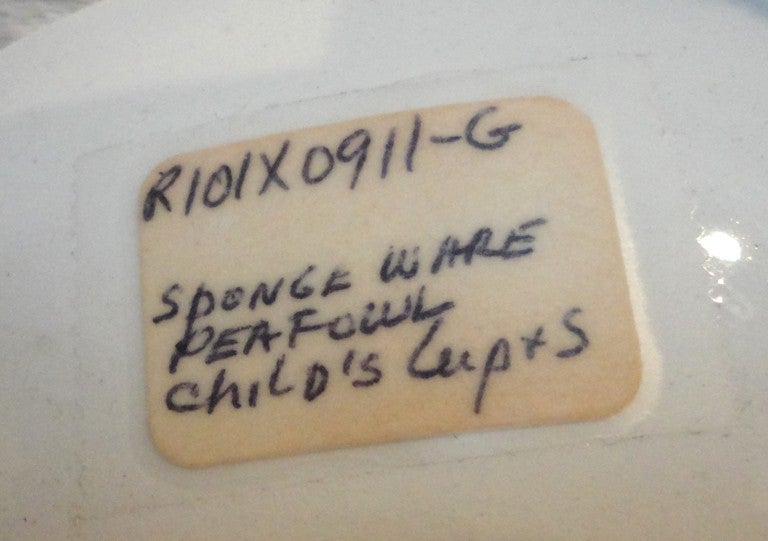 R101X0911-G
SPONGE WARE
PEAFOWL
CHILD'S Cup + S